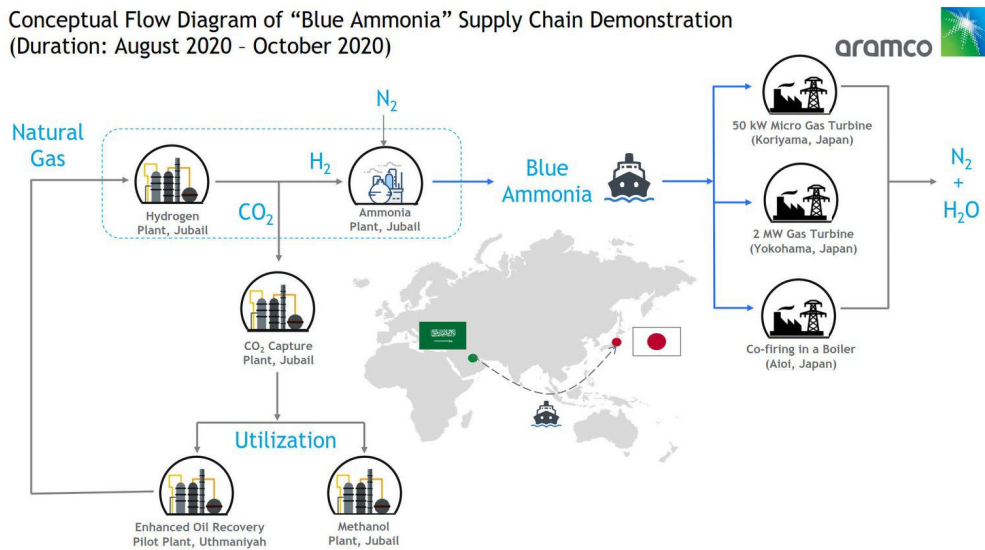 Conceptual Flow Diagram of “Blue Ammonia” Supply Chain Demonstration
(Duration: August 2020 – October 2020)
aramco
Natural
Gas
N₂
H₂
CO₂
Hydrogen
Plant, Jubail
Ammonia
Plant, Jubail
Blue
Ammonia
50 kW Micro Gas Turbine
(Koriyama, Japan)
2 MW Gas Turbine
(Yokohama, Japan)
Co-firing in a Boiler
(Aioi, Japan)
N₂
+
H₂O
CO₂ Capture
Plant, Jubail
Utilization
Enhanced Oil Recovery
Pilot Plant, Uthmaniyah
Methanol
Plant, Jubail